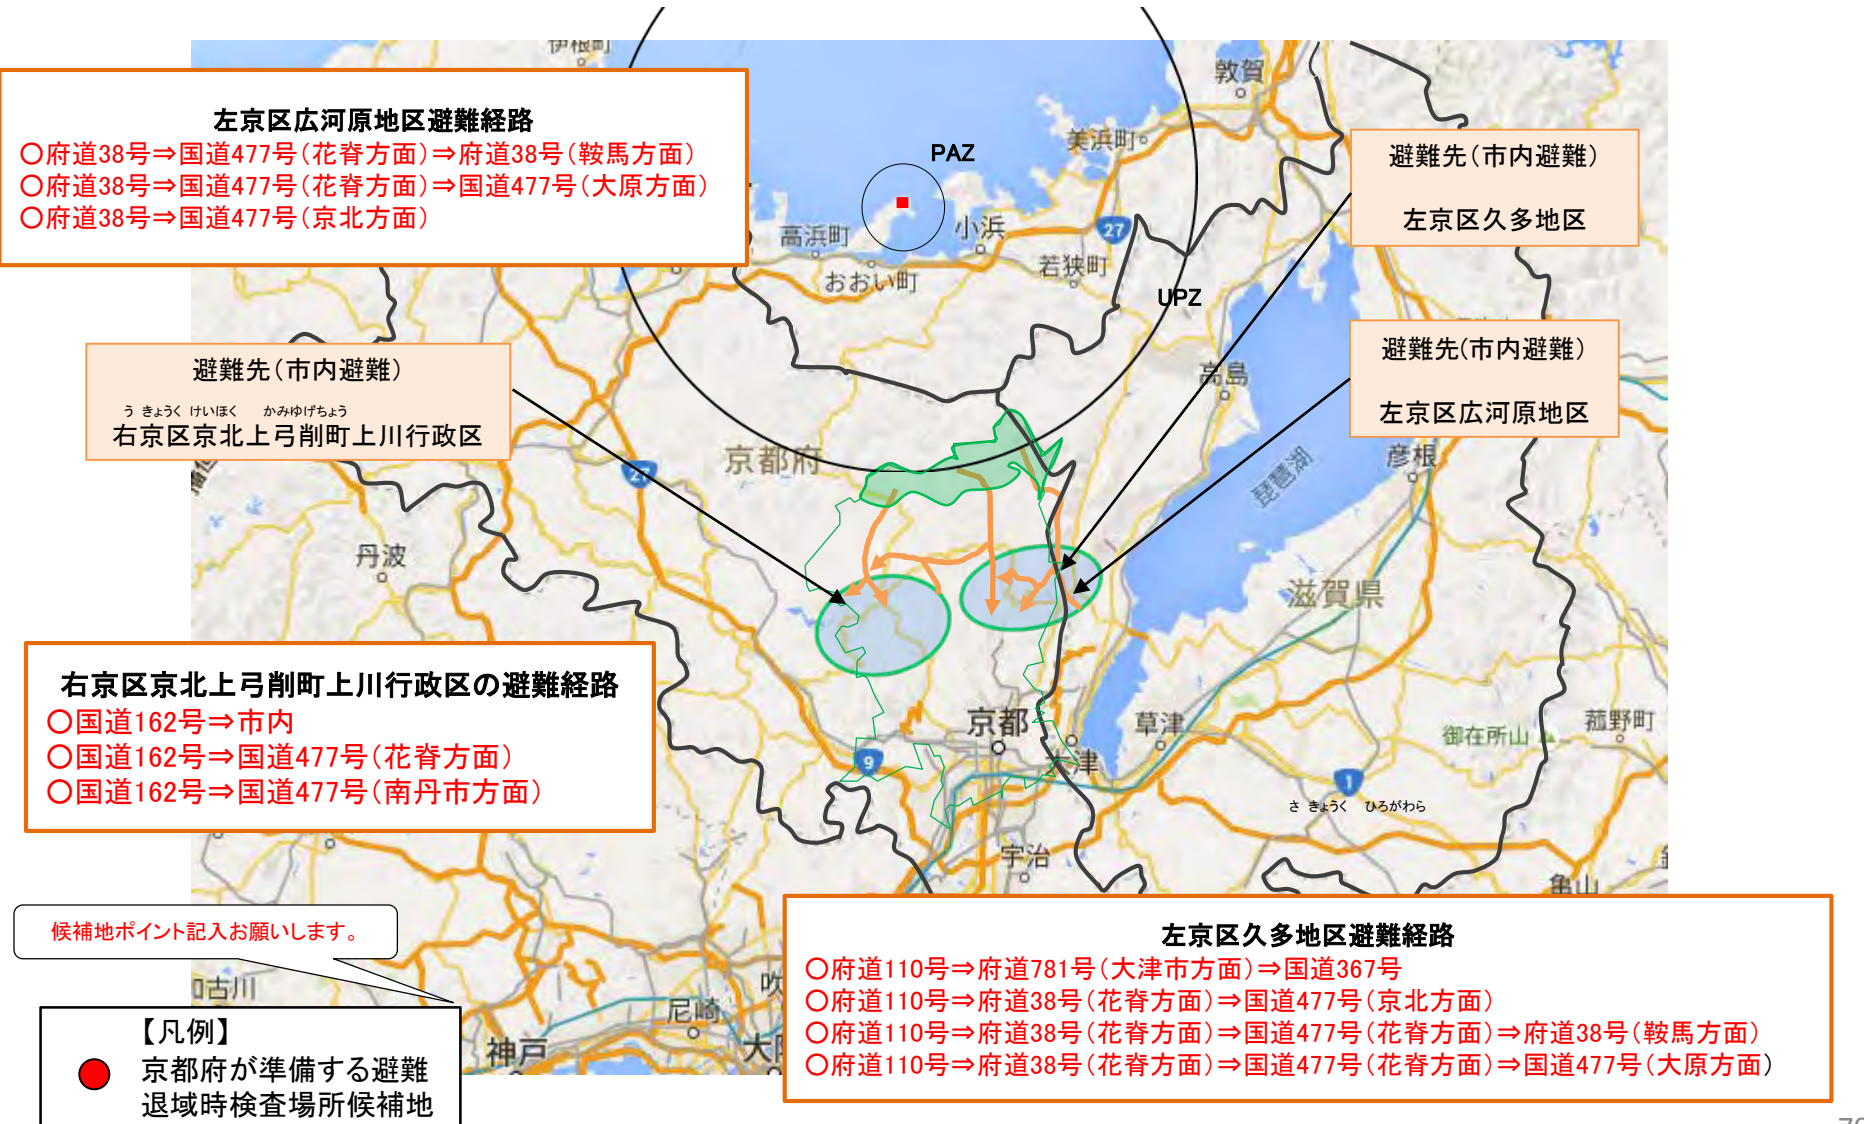 伊根町
左京区広河原地区避難経路
○府道38号⇒国道477号(花脊方面)⇒府道38号(鞍馬方面)
○府道38号⇒国道477号(花脊方面)⇒国道477号(大原方面)
○府道38号⇒国道477号(京北方面)
敦賀
美浜町
PAZ
小浜
高浜町
27
若狭町
おおい町
UPZ
避難先(市内避難)
左京区久多地区
避難先(市内避難)
左京区広河原地区
避難先(市内避難)
う きょうく けいほく かみゆげちょう
右京区京北上弓削町上川行政区
高島
京都府
27
琵琶湖
彦根
丹波
滋賀県
右京区京北上弓削町上川行政区の避難経路
○国道162号⇒市内
○国道162号⇒国道477号(花脊方面)
○国道162号⇒国道477号(南丹市方面)
京都
草津
御在所山
菰野町
9
大津
1
さ きょうく ひろがわら
宇治
亀山
候補地ポイント記入お願いします。
古川
尼崎
吹
神戸
【凡例】
京都府が準備する避難
退域時検査場所候補地
左京区久多地区避難経路
○府道110号⇒府道781号(大津市方面)⇒国道367号
○府道110号⇒府道38号(花脊方面)⇒国道477号(京北方面)
○府道110号⇒府道38号(花脊方面)⇒国道477号(花脊方面)⇒府道38号(鞍馬方面)
○府道110号⇒府道38号(花脊方面)⇒国道477号(花脊方面)⇒国道477号(大原方面)